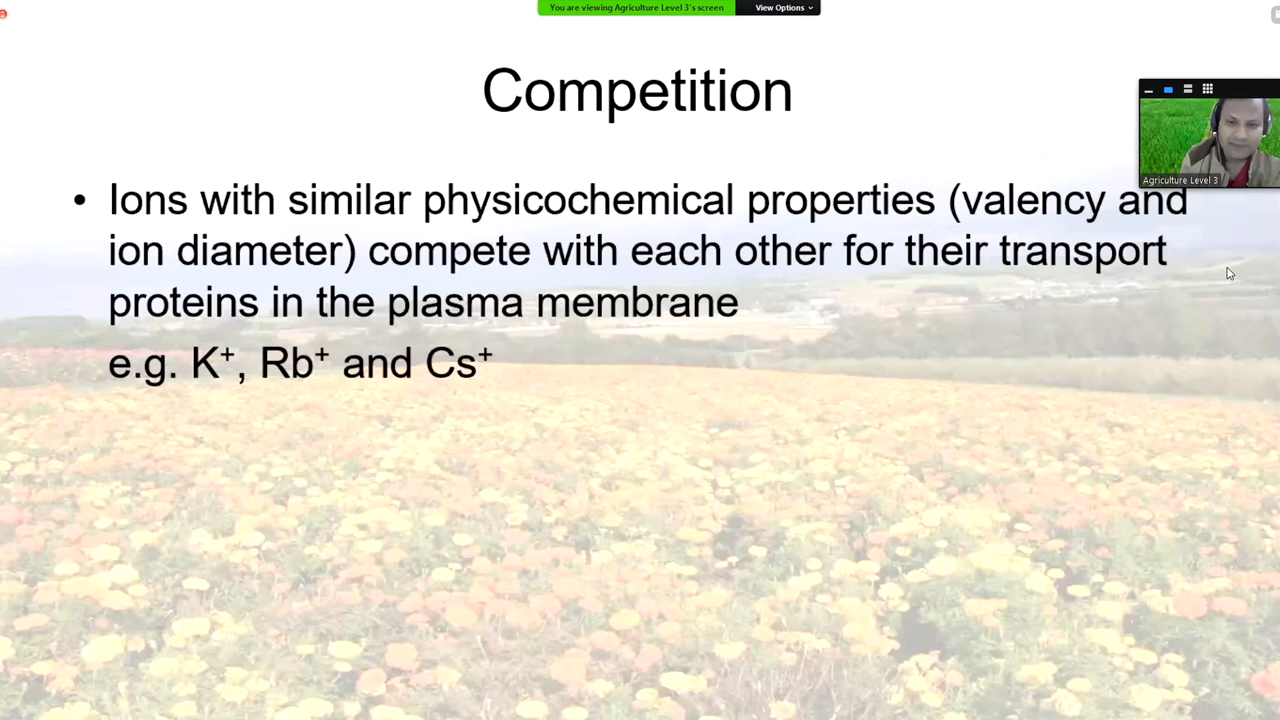 You are viewing Agriculture Level 3's screen
View Options
Competition
Agriculture Level 3
• Ions with similar physicochemical properties (valency and
ion diameter) compete with each other for their transport
proteins in the plasma membrane
e.g. K⁺, Rb⁺ and Cs⁺